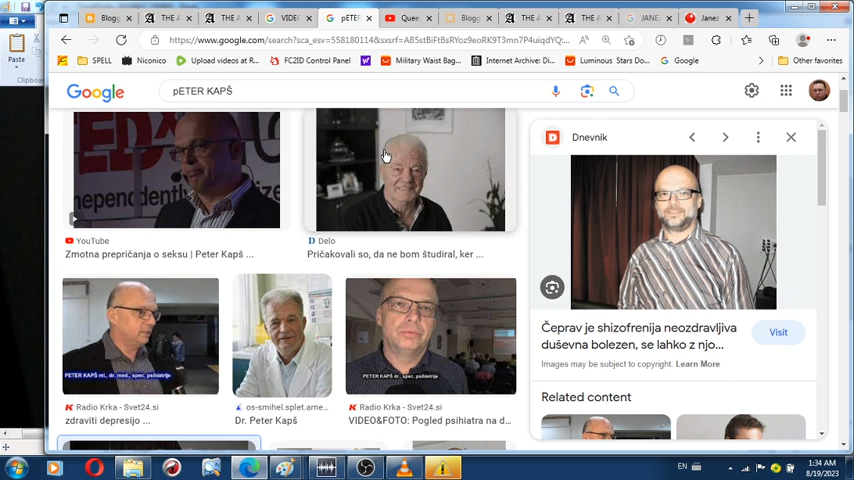 Blogg
THE A
THE A
VIDEO
pETER
Quee
Blogg
THE A
THE A
JANEZ
Janez
https://www.google.com/search?sca_esv=558180114&sxsrf=AB5stBiFtBsRYoz9eoRK9T3mn7P4uiqdYQ:...
Paste
Clipboard
SPELL
Niconico
Upload videos at R...
FC2ID Control Panel
Military Waist Bag...
Internet Archive: Di...
Luminous Stars Do...
Google
Other favorites
Google
pETER KAPŠ
YouTube
Zmotna prepričanja o seksu | Peter Kapš ...
Delo
Pričakovali so, da ne bom študiral, ker ...
PETER KAPŠ ml., dr. med., spec. psihiatrije
Radio Krka - Svet24.si
zdraviti depresijo ...
os-smihel.splet.arne...
Dr. Peter Kapš
PETER KAPŠ dr., spec. psihiatrije
Radio Krka - Svet24.si
VIDEO&FOTO: Pogled psihiatra na d...
Dnevnik
Čeprav je shizofrenija neozdravljiva
duševna bolezen, se lahko z njo...
Visit
Images may be subject to copyright. Learn More
Related content
EN
1:34 AM
8/19/2023